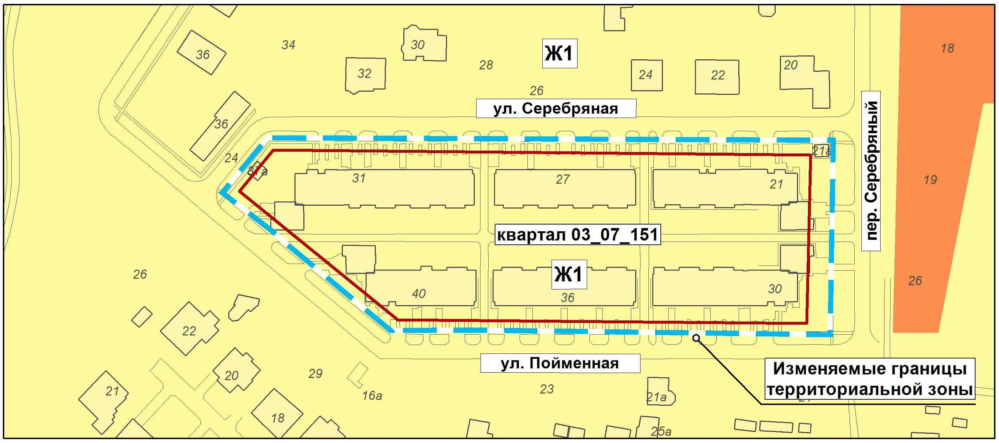 34
30
18
36
Ж1
28
32
24
22
20
26
ул. Серебряная
36
пер. Серебряный
21а
24
37а
31
27
21
19
квартал 03_07_151
26
Ж1
26
40
36
30
22
ул. Пойменная
Изменяемые границы
территориальной зоны
20
29
21
23
16а
21а
18
25а